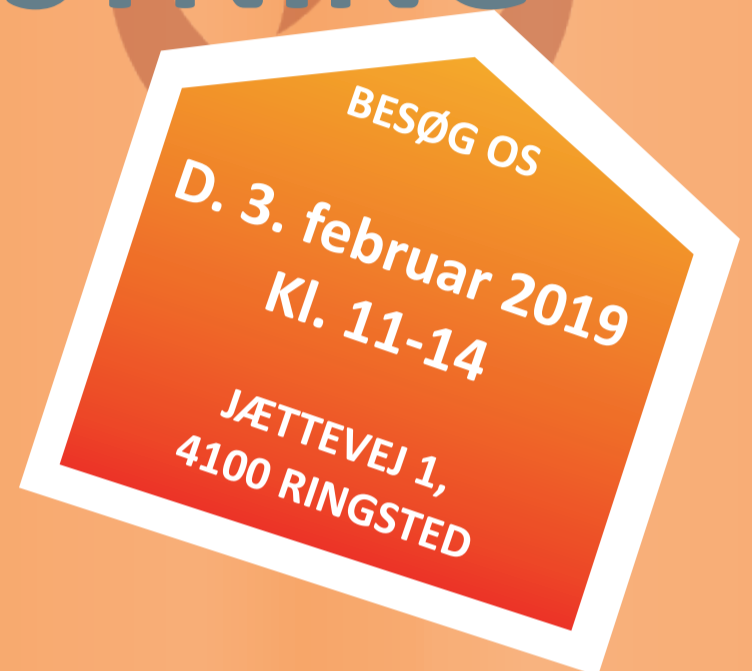 BESØG OS
D. 3. februar 2019
Kl. 11-14
JÆTTEVEJ 1,
4100 RINGSTED